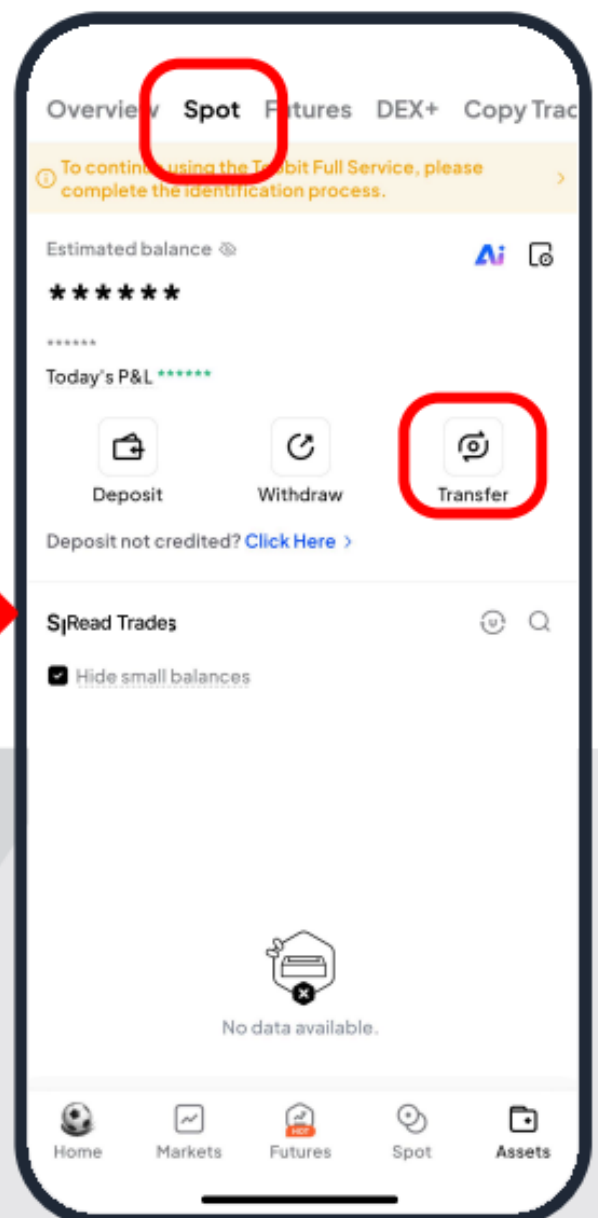 Overview Spot Futures DEX+ Copy Trac
To continue using the Toobit Full Service, please
complete the identification process.
Estimated balance
******
******
Today's P&L ******
Deposit Withdraw Transfer
Deposit not credited? Click Here >
Read Trades
Hide small balances
No data available.
HOT
Home Markets Futures Spot Assets